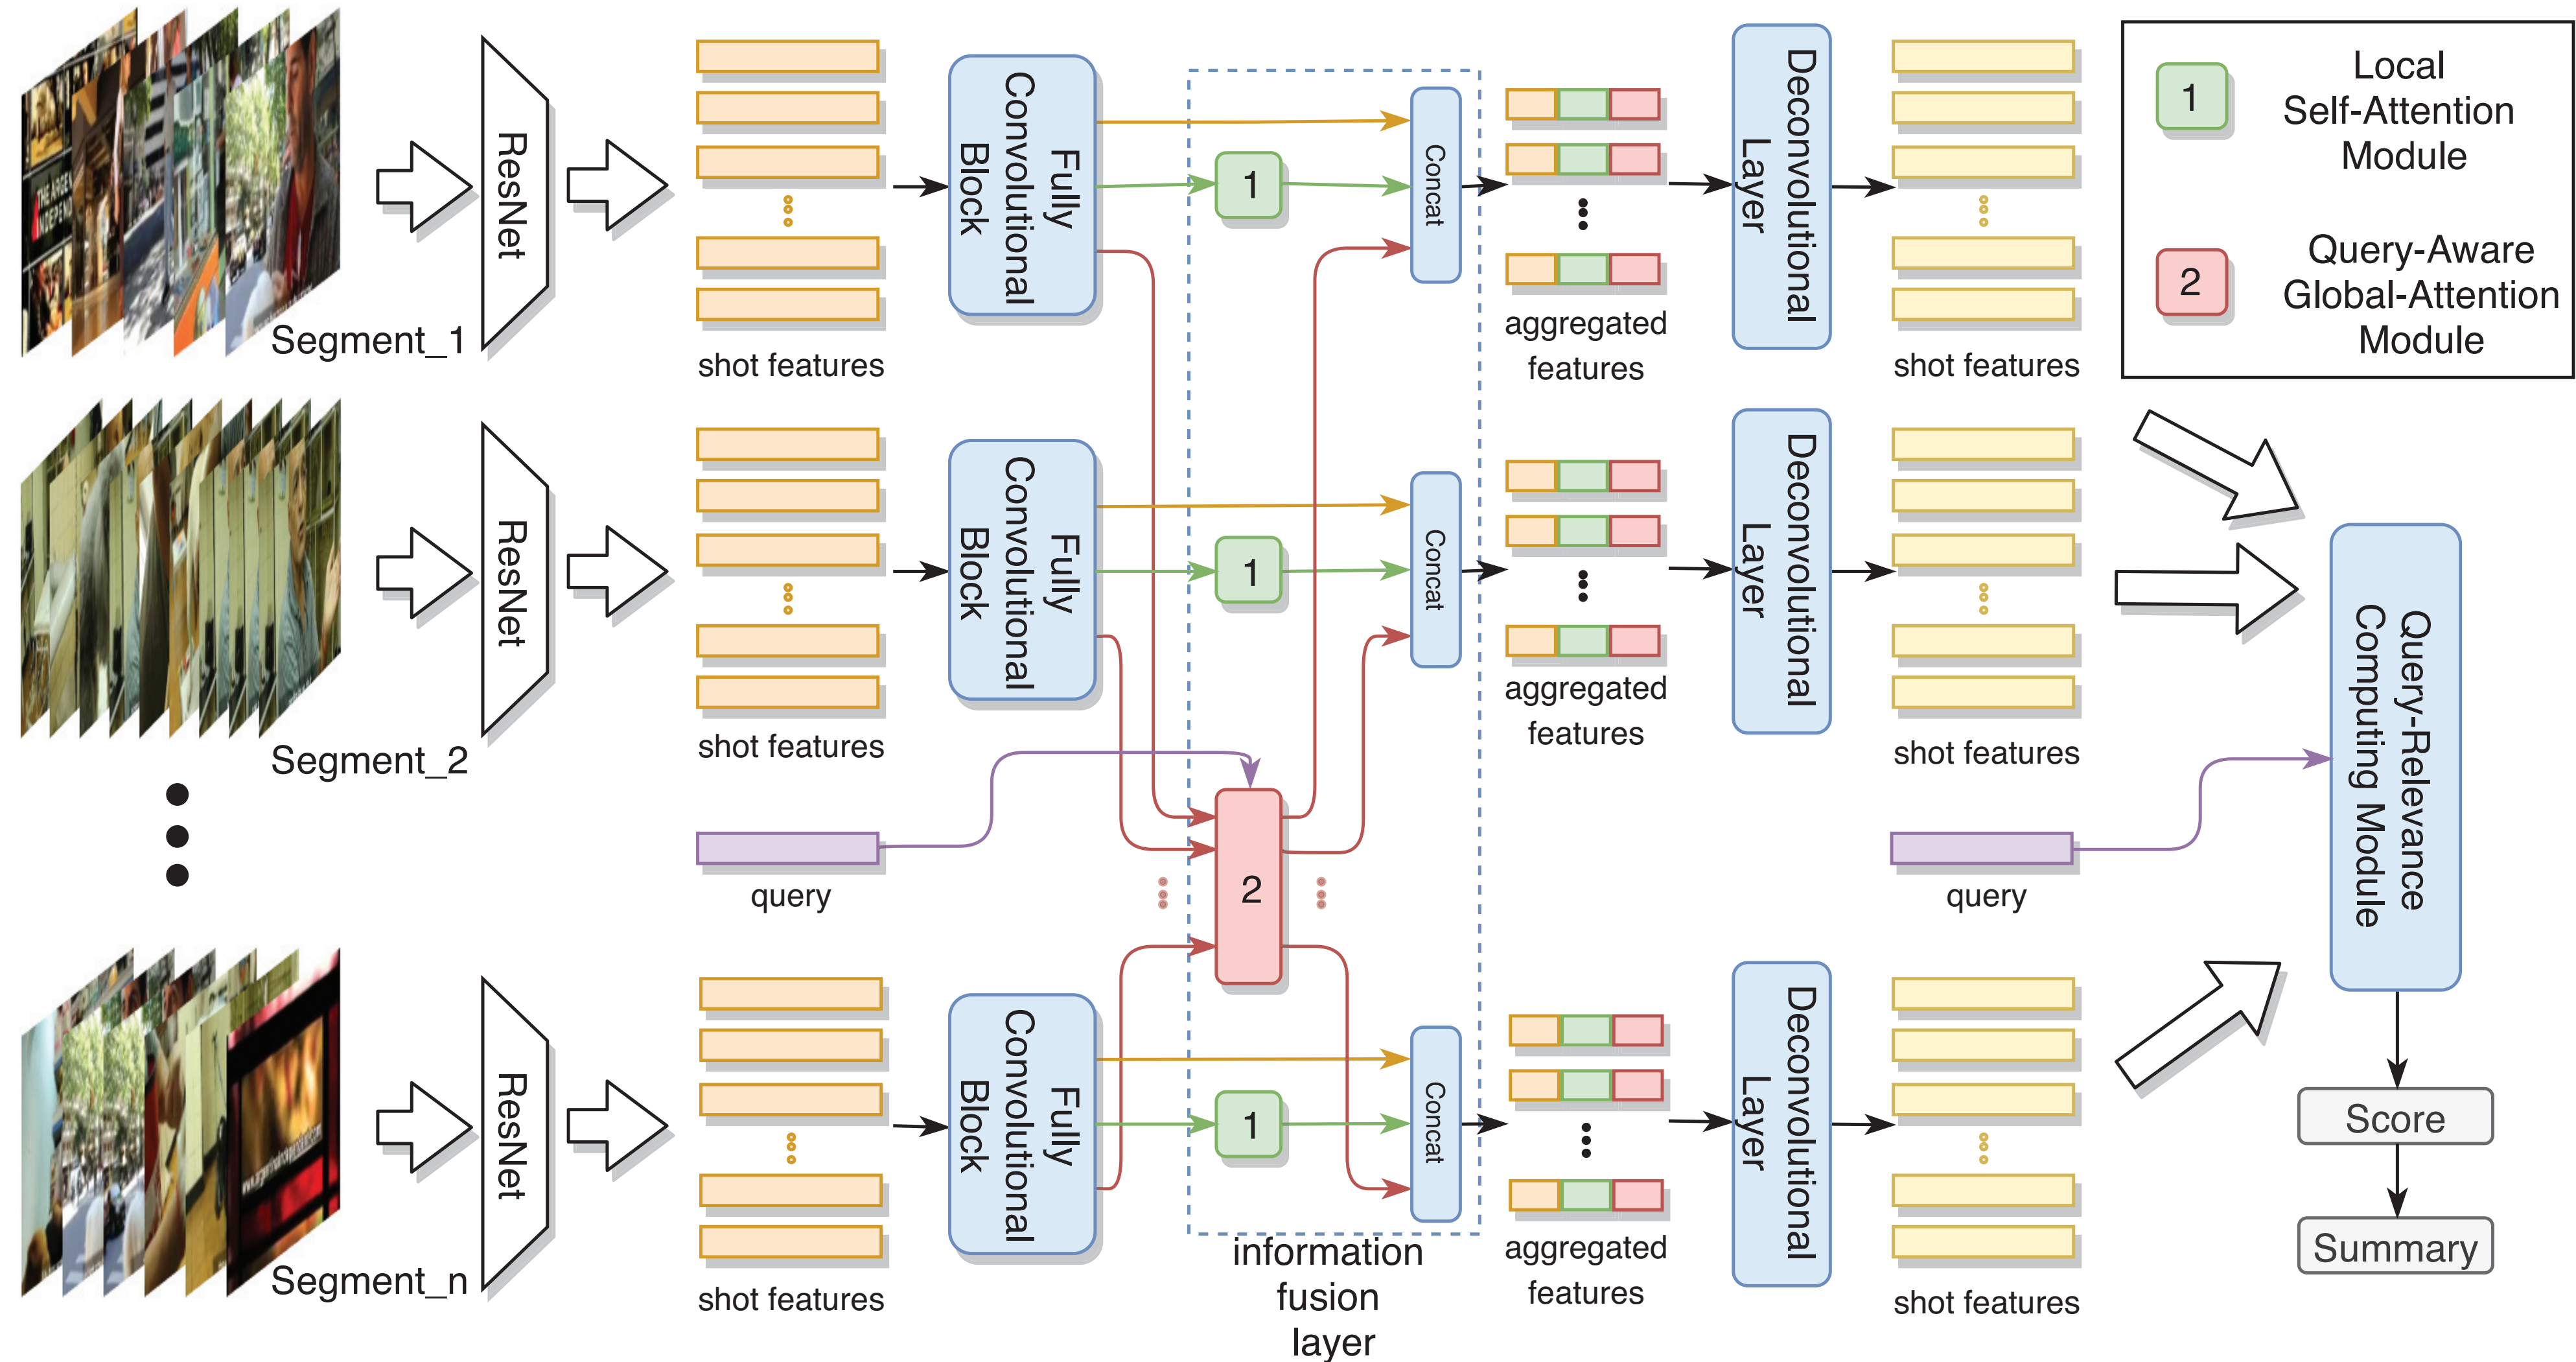 Segment_1
ResNet
shot features
Fully
Convolutional
Block
1
Concat
aggregated
features
Deconvolutional
Layer
shot features
1
Local
Self-Attention
Module
2
Query-Aware
Global-Attention
Module
Segment_2
ResNet
shot features
Fully
Convolutional
Block
1
Concat
aggregated
features
Deconvolutional
Layer
shot features
query
2
query
Query-Relevance
Computing Module
Segment_n
ResNet
shot features
Fully
Convolutional
Block
1
Concat
information
fusion
layer
aggregated
features
Deconvolutional
Layer
shot features
Score
Summary